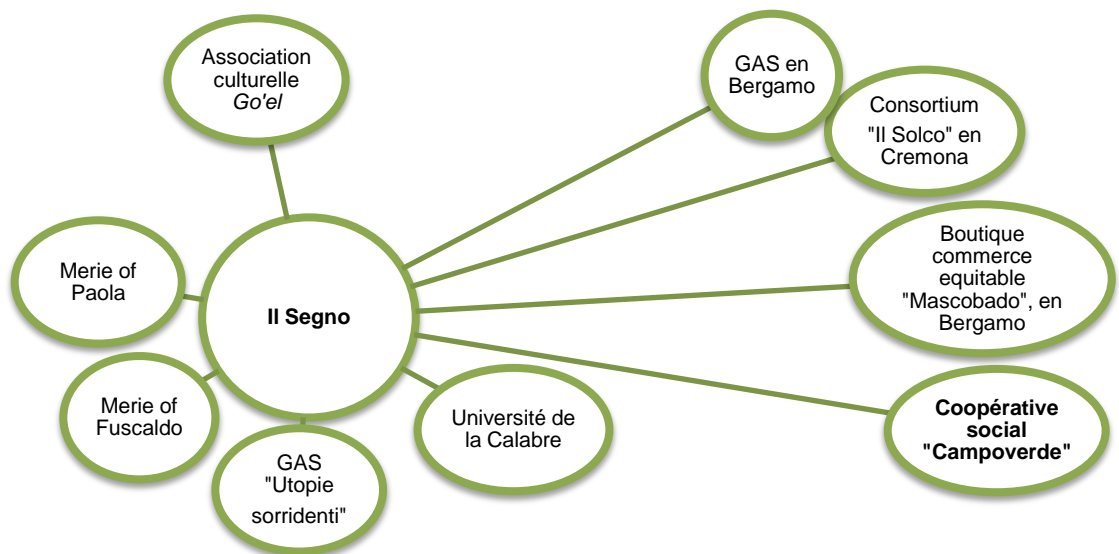 Association
culturelle
Go'el
GAS en
Bergamo
Consortium
"Il Solco" en
Cremona
Merie of
Paola
Il Segno
Boutique
commerce
equitable
"Mascobado", en
Bergamo
Merie of
Fuscaldo
GAS
"Utopie
sorridenti"
Université de
la Calabre
Coopérative
social
"Campoverde"